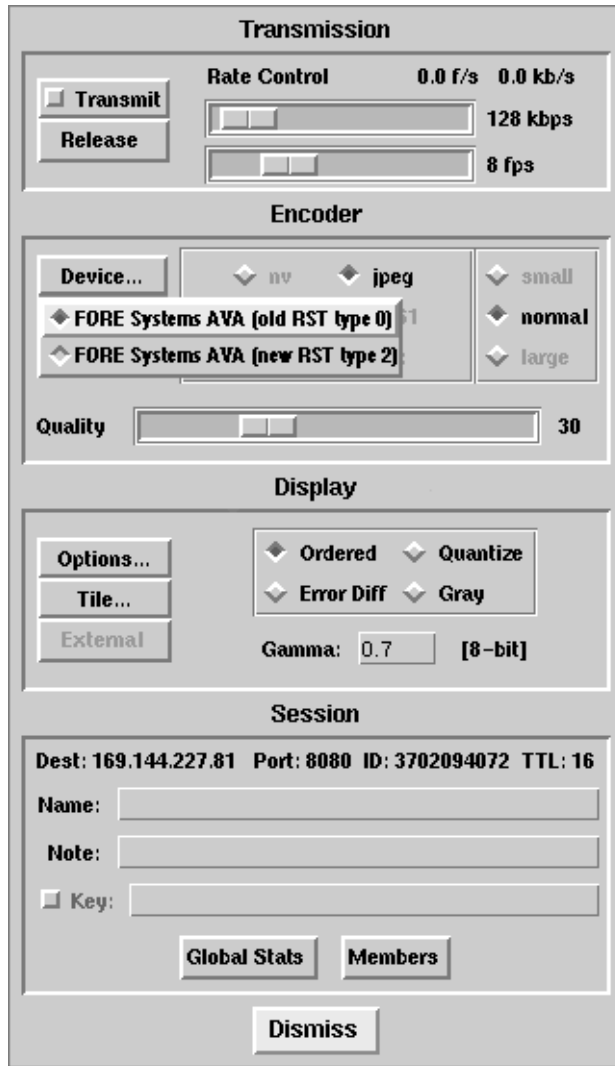 Transmission
Rate Control 0.0 f/s 0.0 kb/s
Transmit
128 kbps
Release
8 fps
Encoder
Device... nv jpeg small
FORE Systems AVA (old RST type 0) normal
FORE Systems AVA (new RST type 2) large
Quality 30
Display
Options... Ordered Quantize
Tile... Error Diff Gray
External Gamma: 0.7 [8-bit]
Session
Dest: 169.144.227.81 Port: 8080 ID: 3702094072 TTL: 16
Name:
Note:
Key:
Global Stats Members
Dismiss